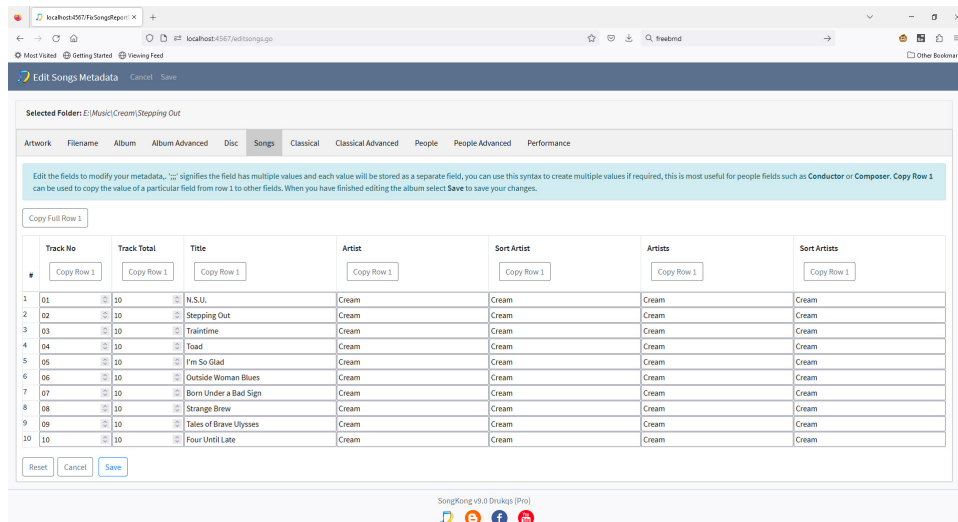 localhost:4567/FixSongsReport
localhost:4567/editsongs.go
freebmd
Most Visited Getting Started Viewing Feed Other Bookmar
Edit Songs Metadata Cancel Save
Selected Folder: E:\Music\Cream\Stepping Out
Artwork Filename Album Album Advanced Disc Songs Classical Classical Advanced People People Advanced Performance
Edit the fields to modify your metadata,. ';;;' signifies the field has multiple values and each value will be stored as a separate field, you can use this syntax to create multiple values if required, this is most useful for people fields such as Conductor or Composer. Copy Row 1
can be used to copy the value of a particular field from row 1 to other fields. When you have finished editing the album select Save to save your changes.
Copy Full Row 1
Track No Track Total Title Artist Sort Artist Artists Sort Artists
# Copy Row 1 Copy Row 1 Copy Row 1 Copy Row 1 Copy Row 1 Copy Row 1 Copy Row 1
1 01 10 N.S.U. Cream Cream Cream Cream
2 02 10 Stepping Out Cream Cream Cream Cream
3 03 10 Traintime Cream Cream Cream Cream
4 04 10 Toad Cream Cream Cream Cream
5 05 10 I'm So Glad Cream Cream Cream Cream
6 06 10 Outside Woman Blues Cream Cream Cream Cream
7 07 10 Born Under a Bad Sign Cream Cream Cream Cream
8 08 10 Strange Brew Cream Cream Cream Cream
9 09 10 Tales of Brave Ulysses Cream Cream Cream Cream
10 10 10 Four Until Late Cream Cream Cream Cream
Reset Cancel Save
SongKong v9.0 Drukqs (Pro)